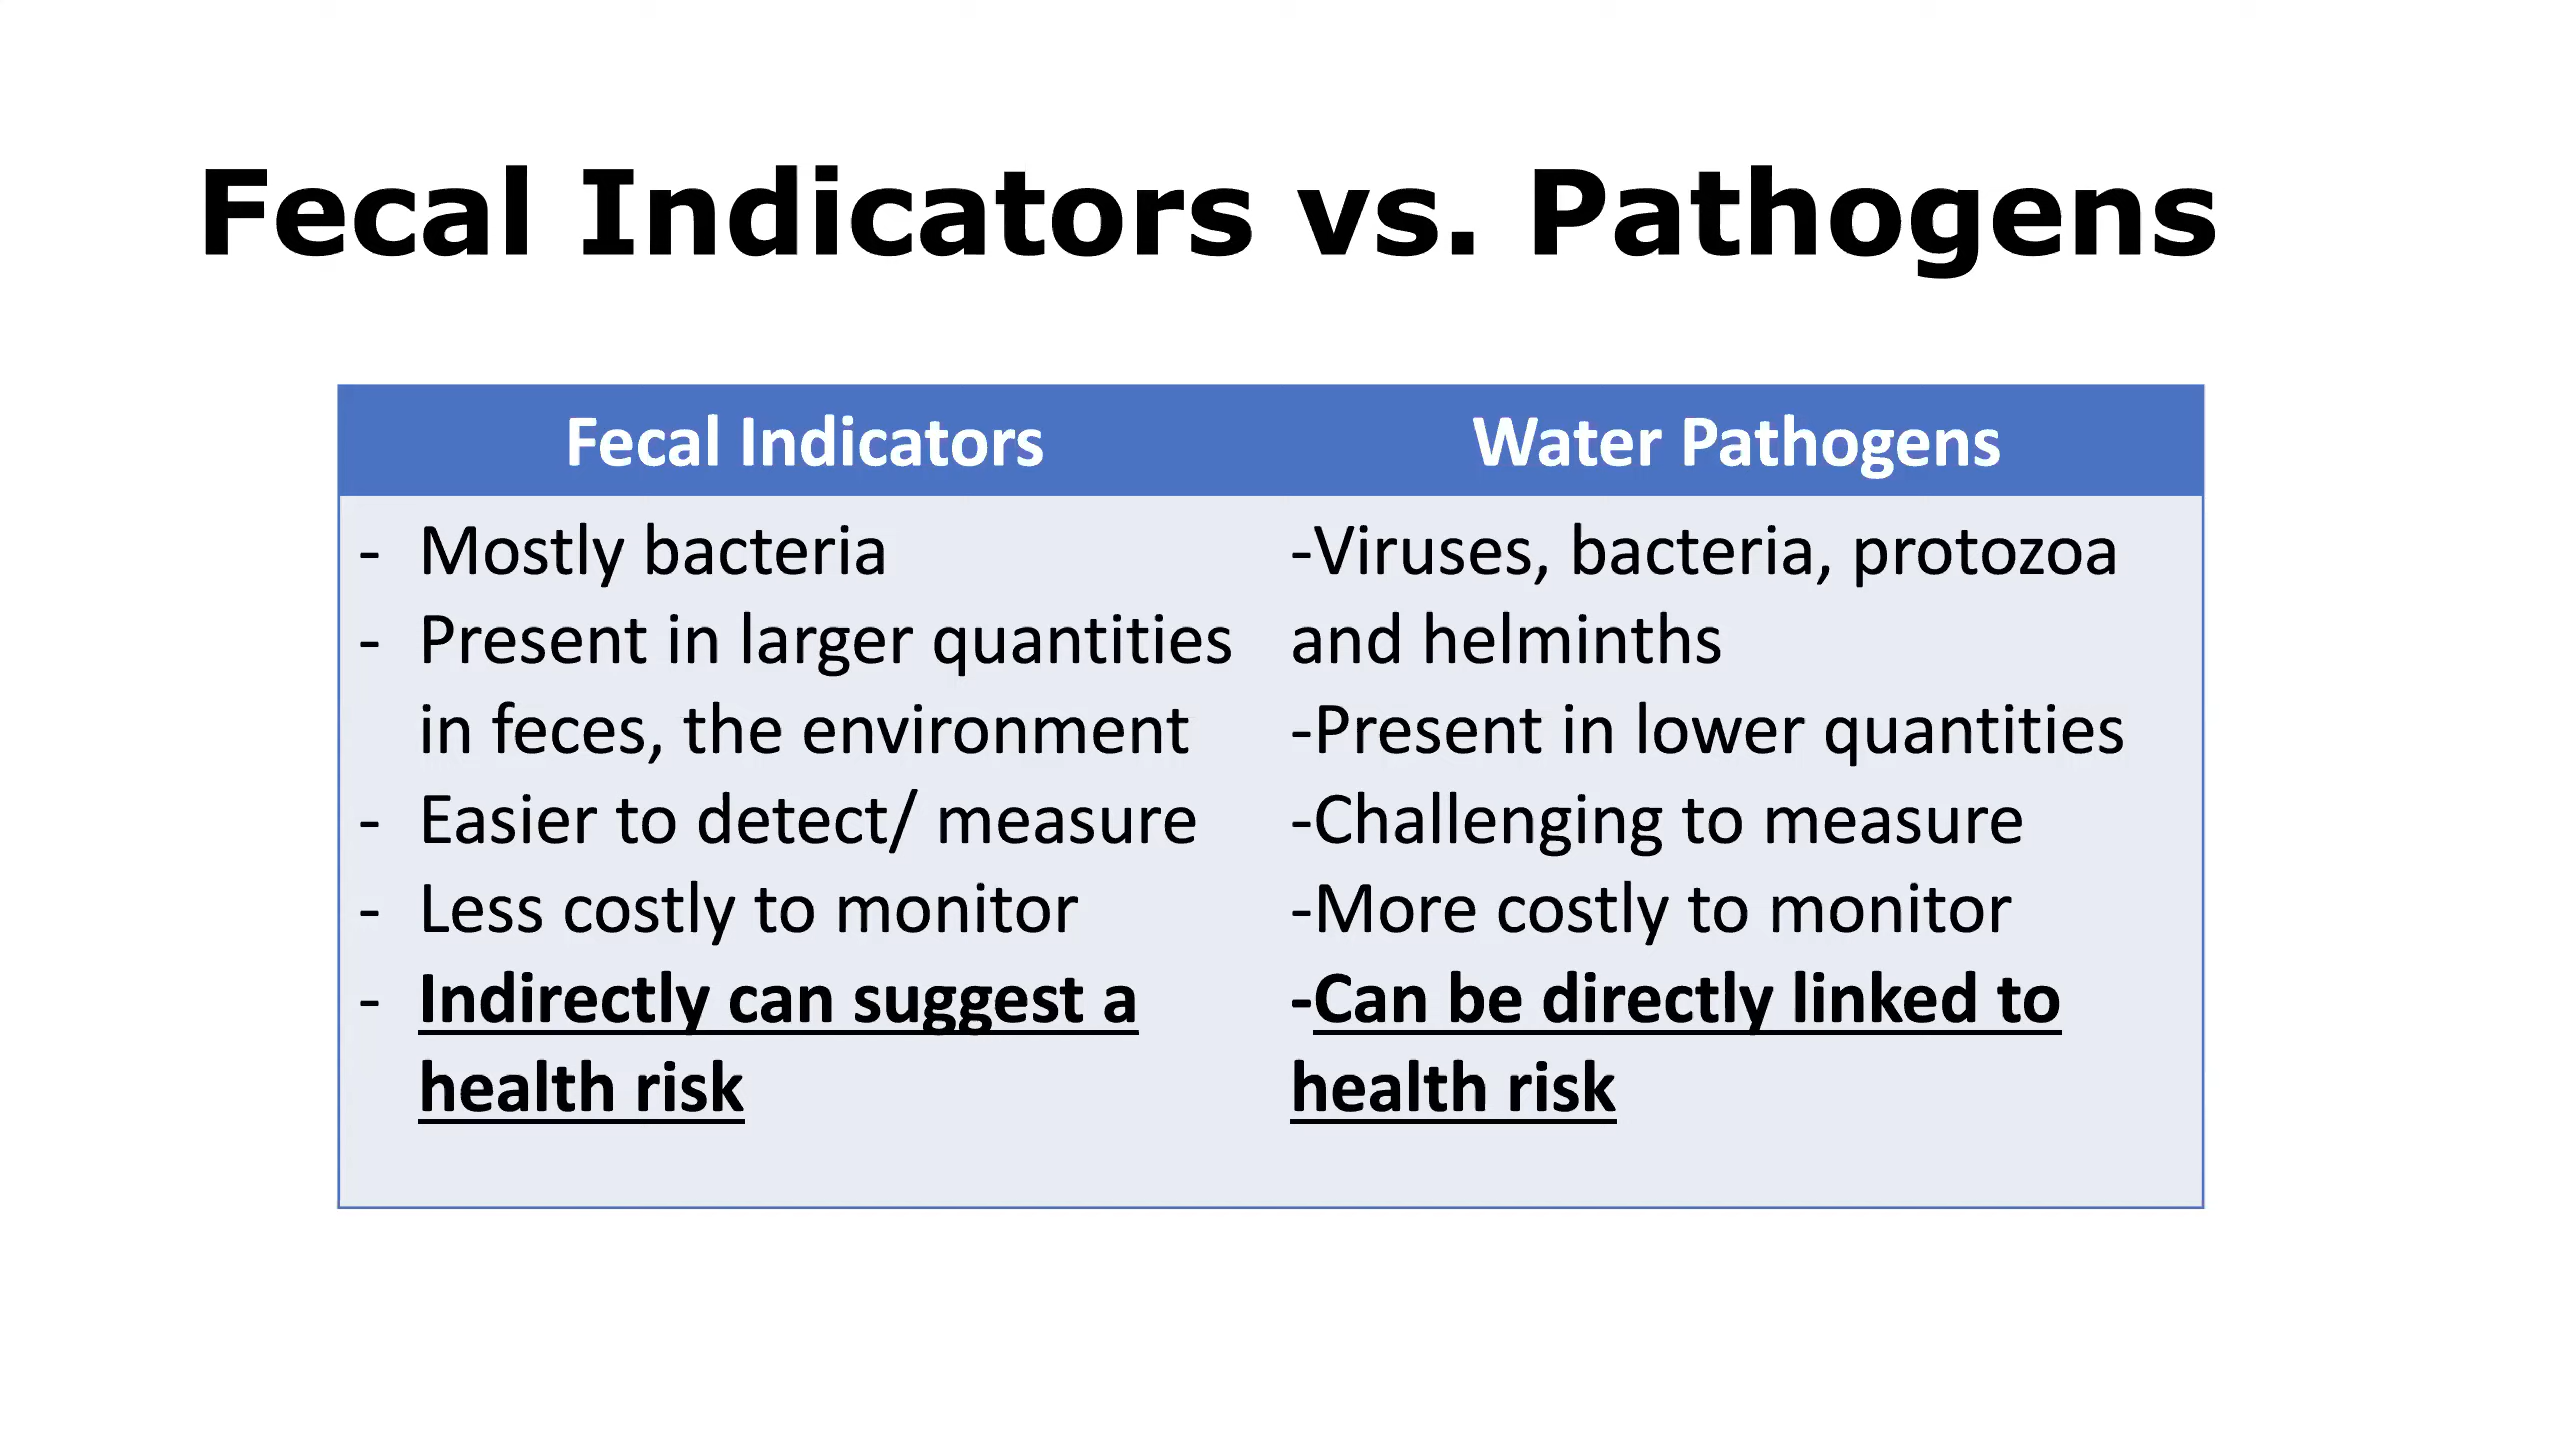 Fecal Indicators vs. Pathogens
Fecal Indicators
- Mostly bacteria
- Present in larger quantities
in feces, the environment
- Easier to detect/ measure
- Less costly to monitor
- Indirectly can suggest a
health risk
Water Pathogens
-Viruses, bacteria, protozoa
and helminths
-Present in lower quantities
-Challenging to measure
-More costly to monitor
-Can be directly linked to
health risk